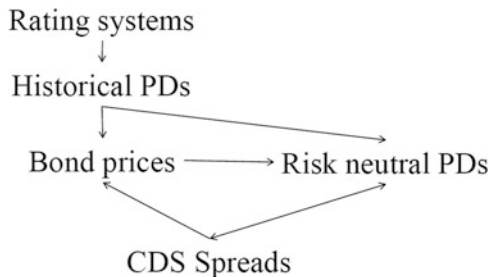 Rating systems
Historical PDs
Bond prices
Risk neutral PDs
CDS Spreads